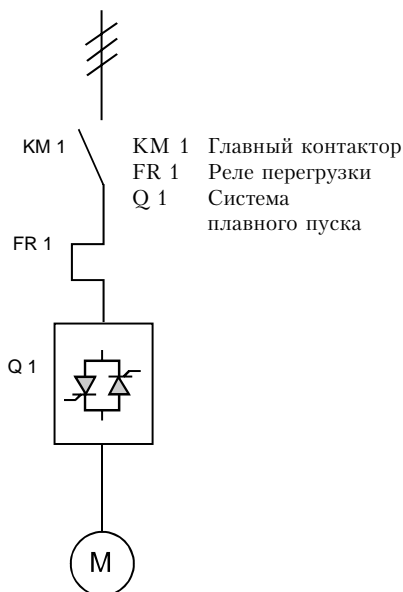 KM 1
KM 1 Главный контактор
FR 1 Реле перегрузки
Q 1 Система
плавного пуска
FR 1
Q 1
M